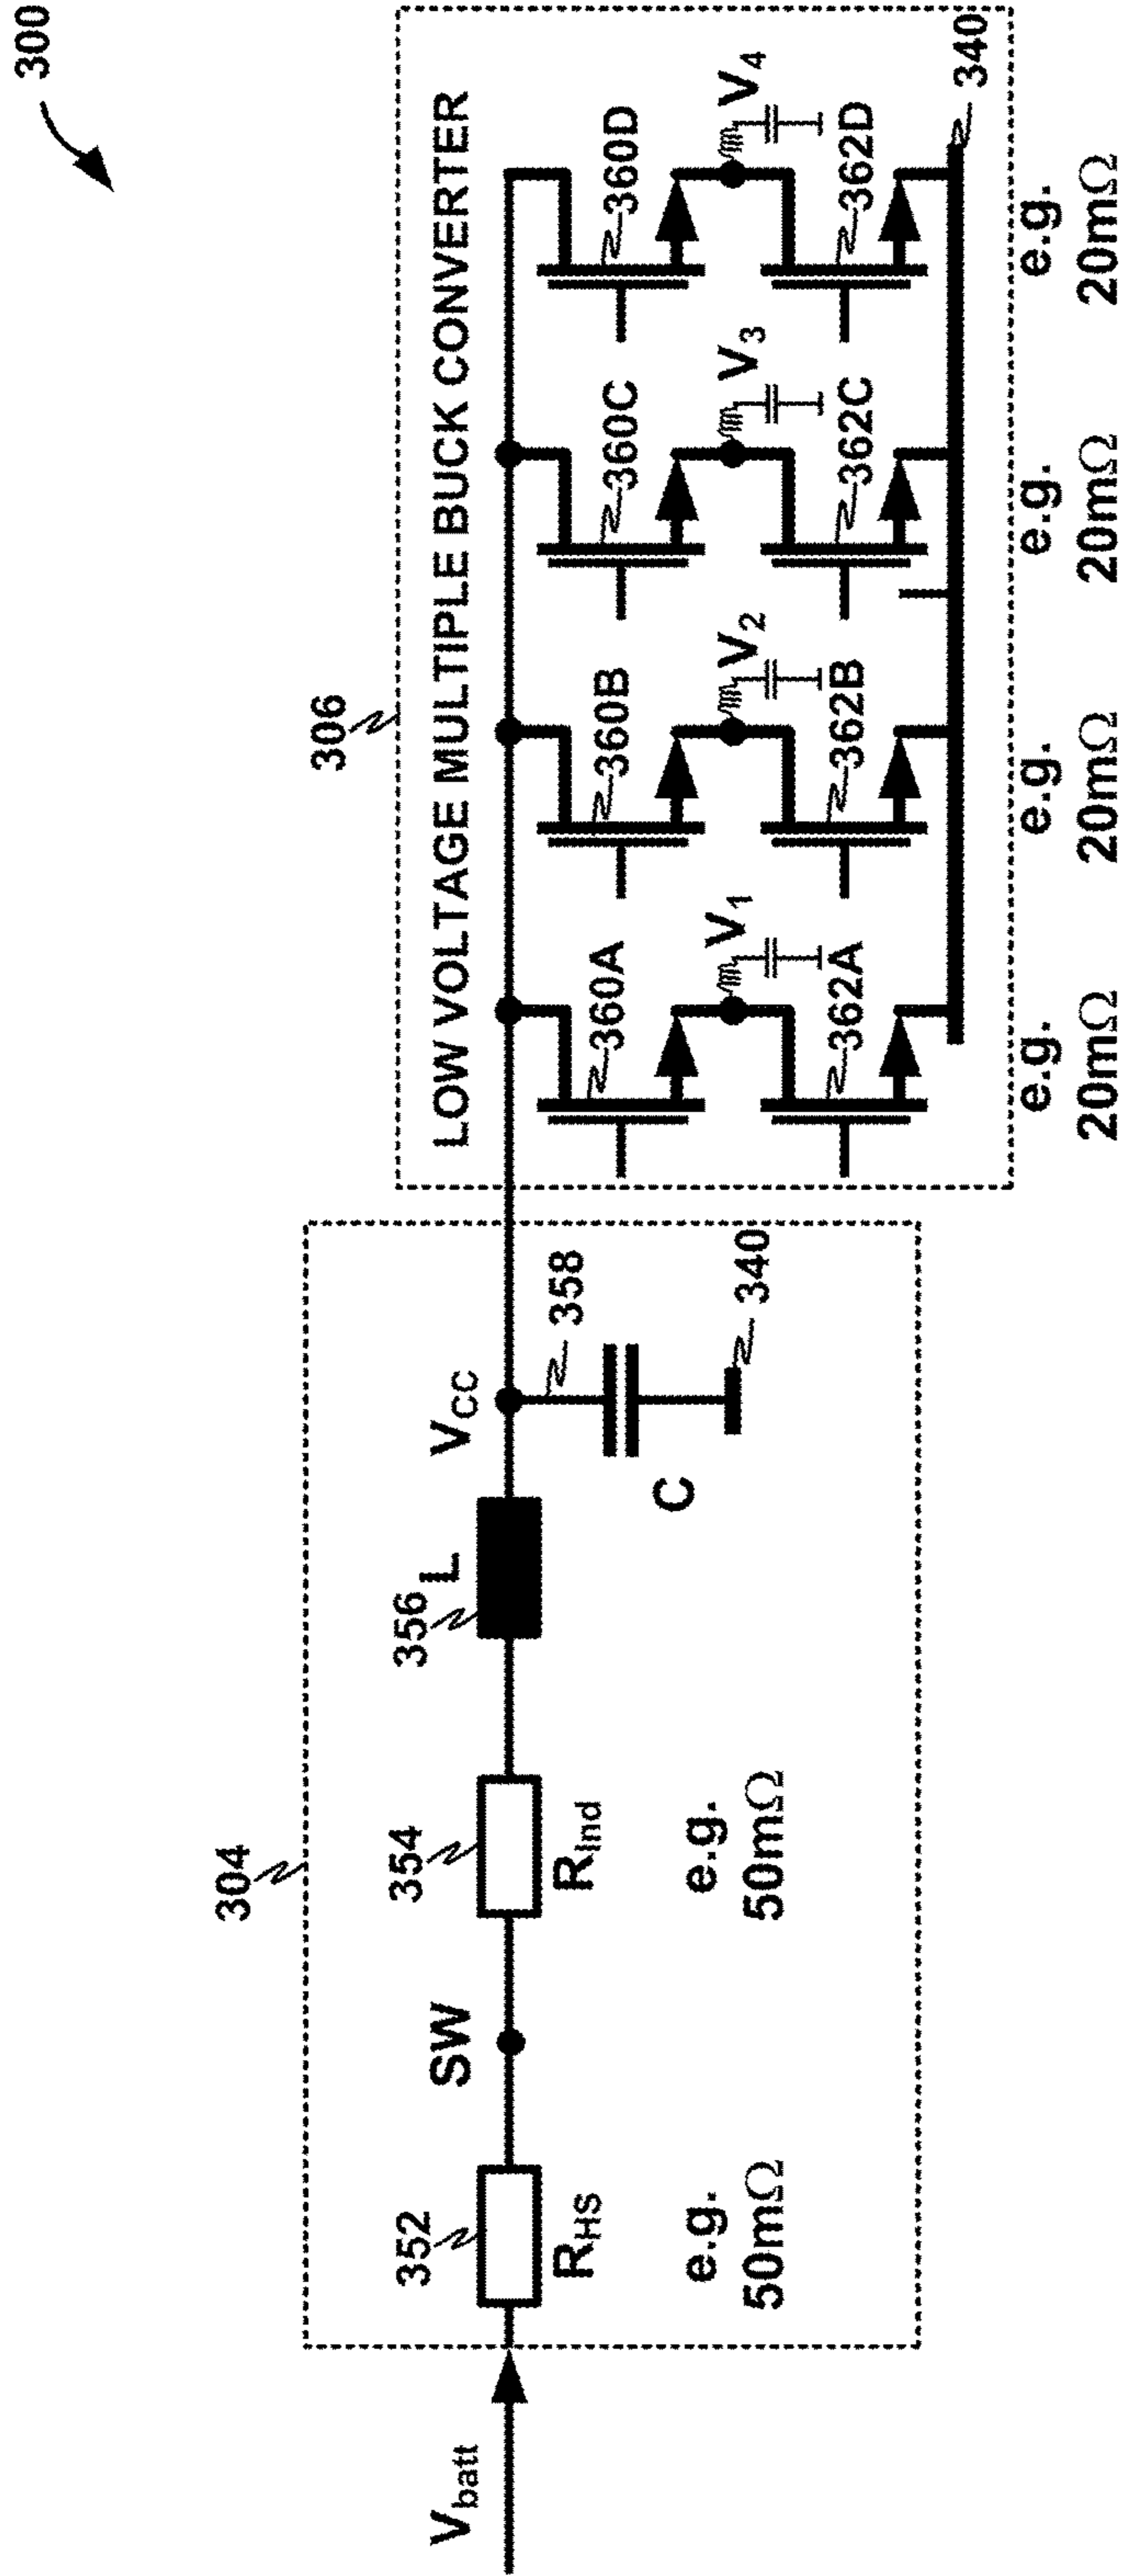 300
304
306
V_batt
352
R_HS
e.g.
50mΩ
SW
354
R_Ind
e.g.
50mΩ
356
L
V_CC
358
C
340
LOW VOLTAGE MULTIPLE BUCK CONVERTER
360A
360B
360C
360D
V_1
V_2
V_3
V_4
362A
362B
362C
362D
340
e.g.
20mΩ
e.g.
20mΩ
e.g.
20mΩ
e.g.
20mΩ